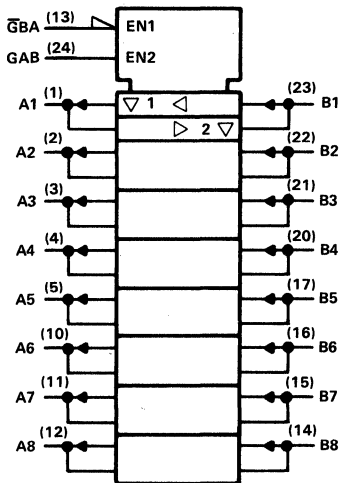 G̅BA (13) EN1
GAB (24) EN2
A1 (1) ▽ 1 ◁ (23) B1
▷ 2 ▽
A2 (2) (22) B2
A3 (3) (21) B3
A4 (4) (20) B4
A5 (5) (17) B5
A6 (10) (16) B6
A7 (11) (15) B7
A8 (12) (14) B8